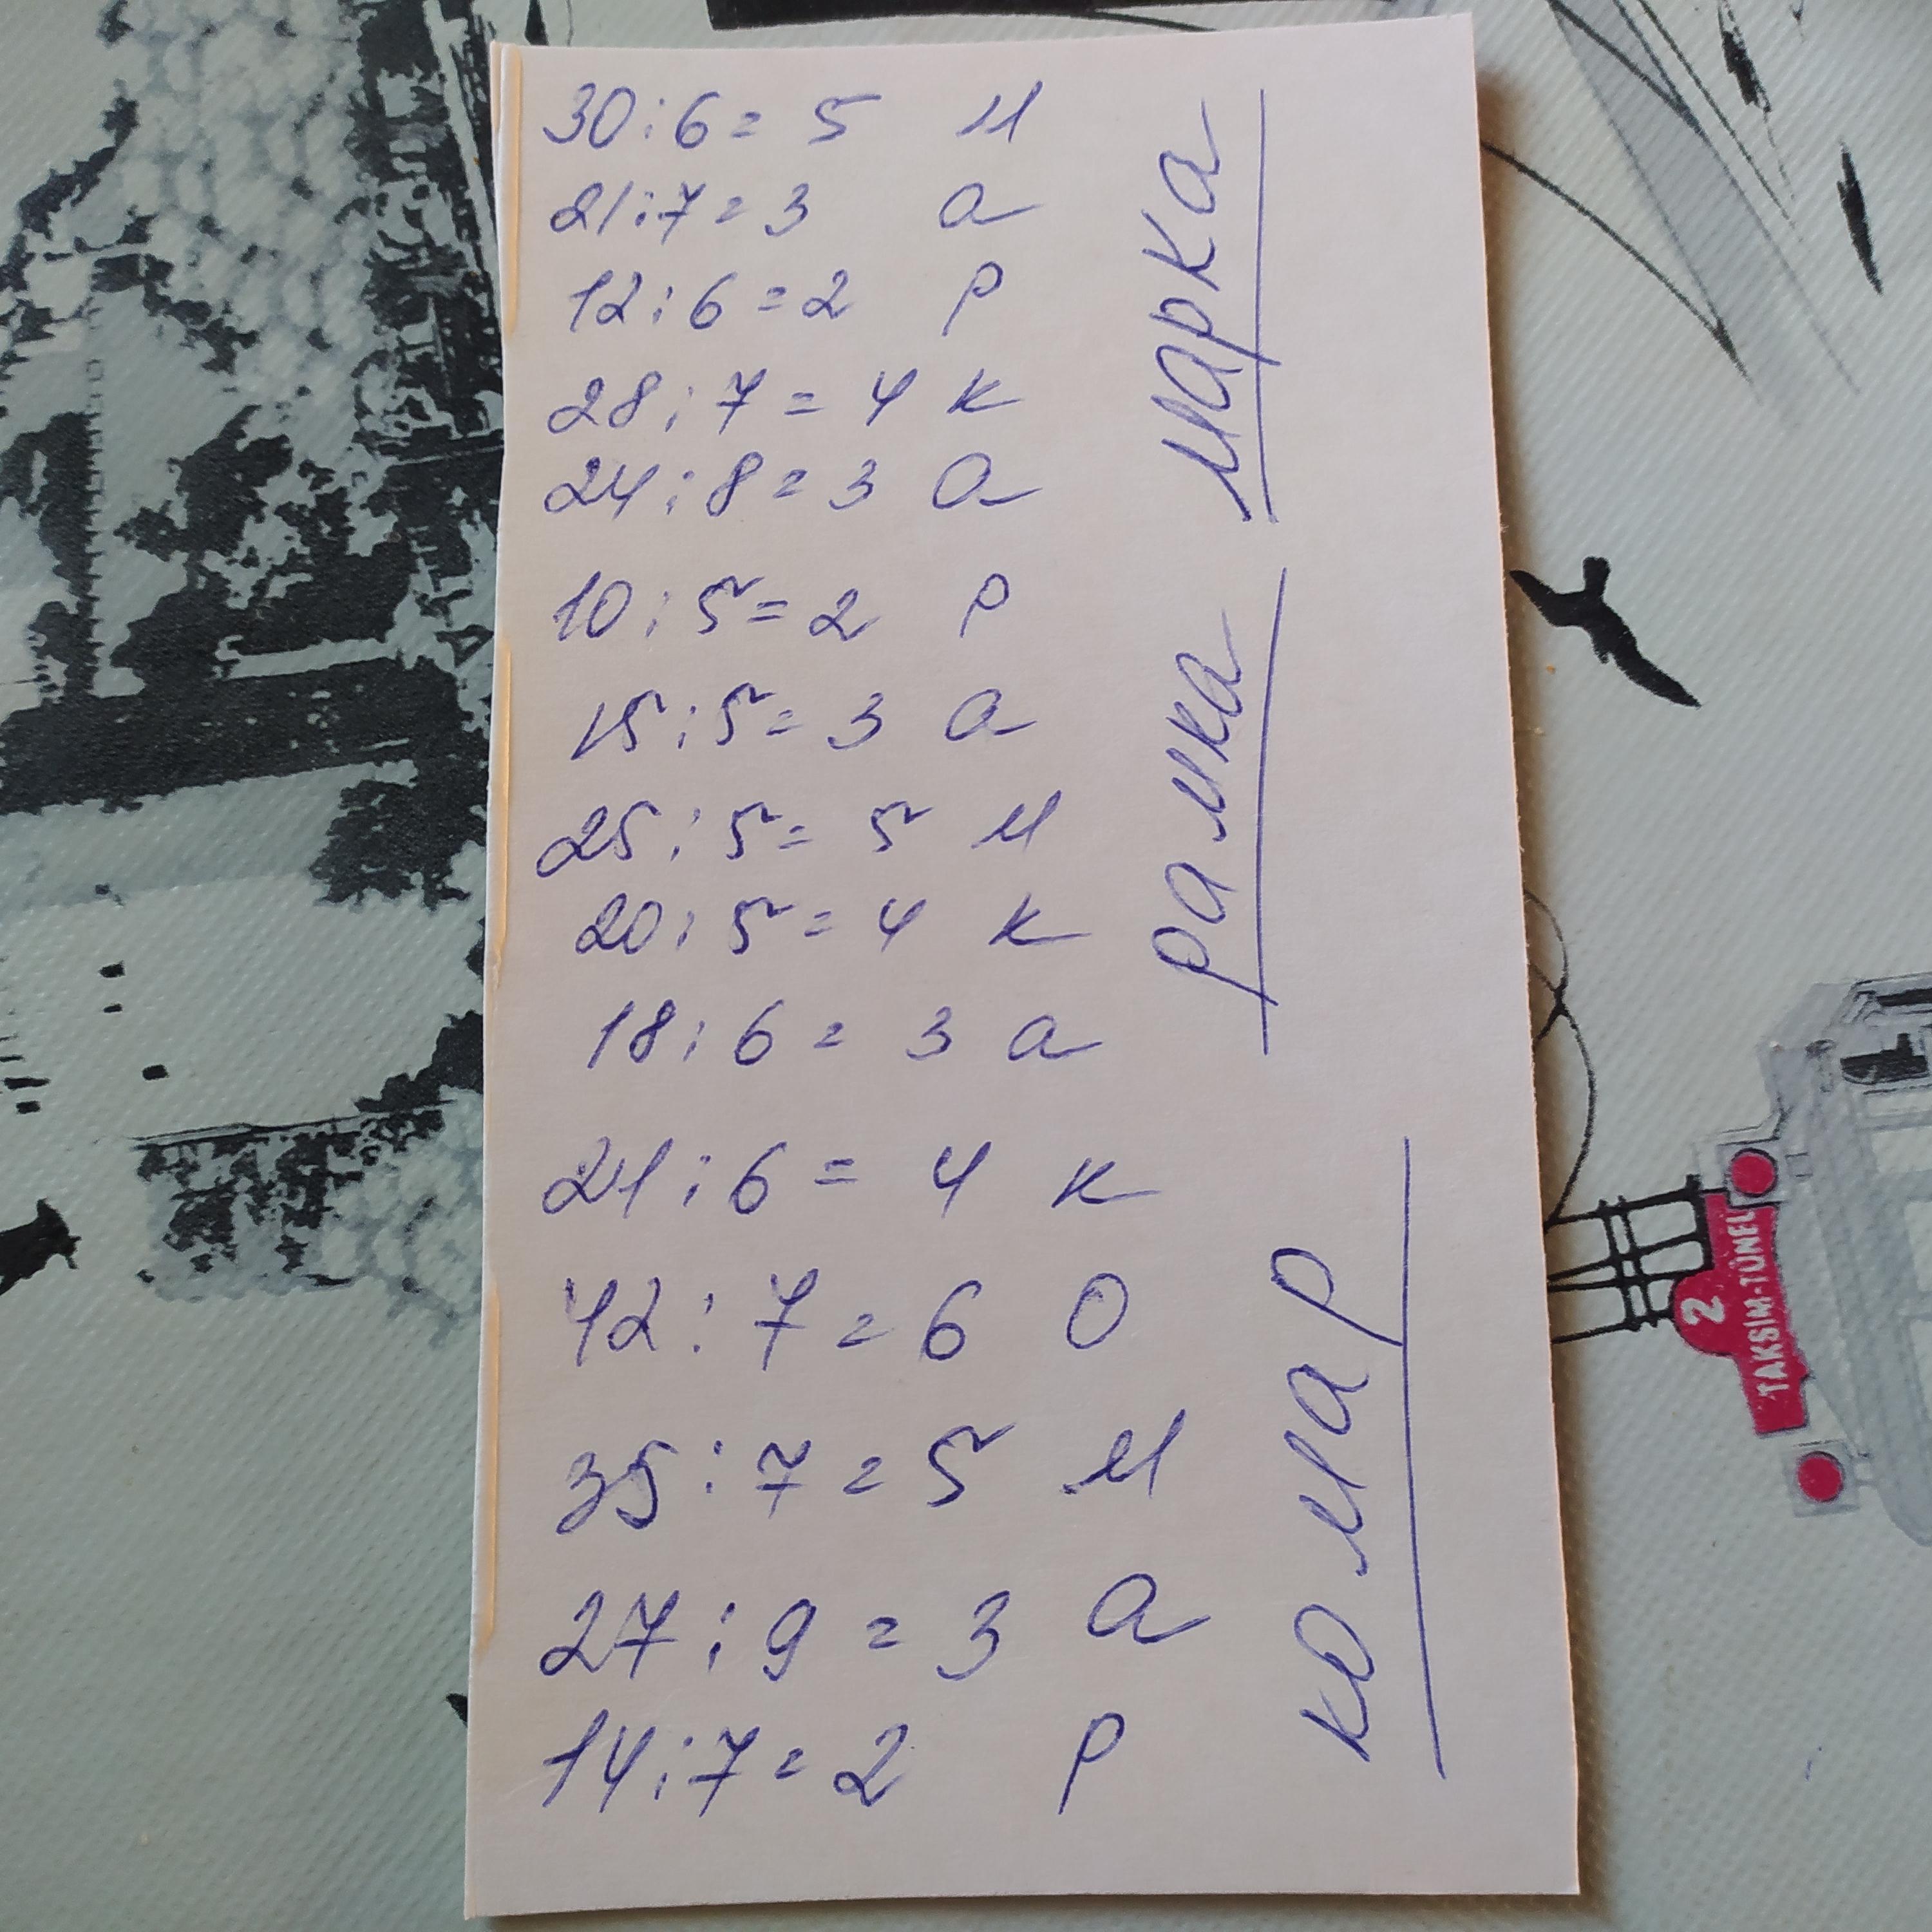 30:6=5 м
21:7=3 а
12:6=2 р
28:7=4 к
24:8=3 а
марка
10:5=2 р
15:5=3 а
25:5=5 м
20:5=4 к
18:6=3 а
рамка
24:6=4 к
42:7=6 о
35:7=5 м
27:9=3 а
14:7=2 р
комар
2
TAKSIM-TÜNEL